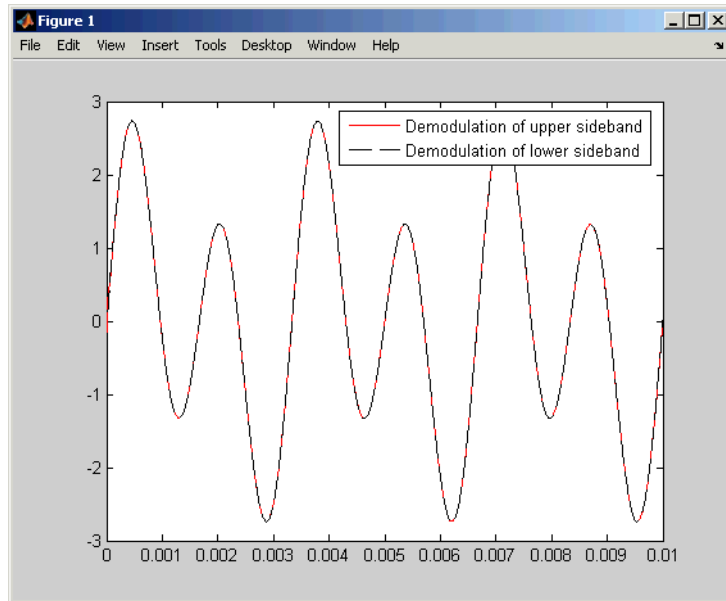 Figure 1
File Edit View Insert Tools Desktop Window Help
3
Demodulation of upper sideband
Demodulation of lower sideband
2
1
0
-1
-2
-3
0 0.001 0.002 0.003 0.004 0.005 0.006 0.007 0.008 0.009 0.01